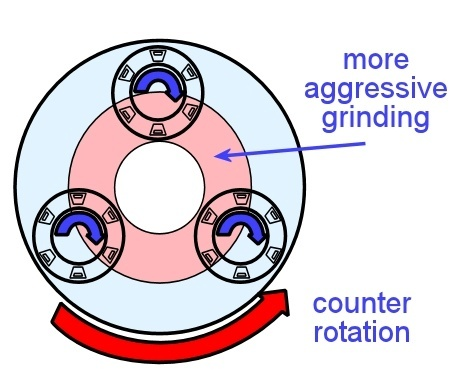 more
aggressive
grinding
counter
rotation